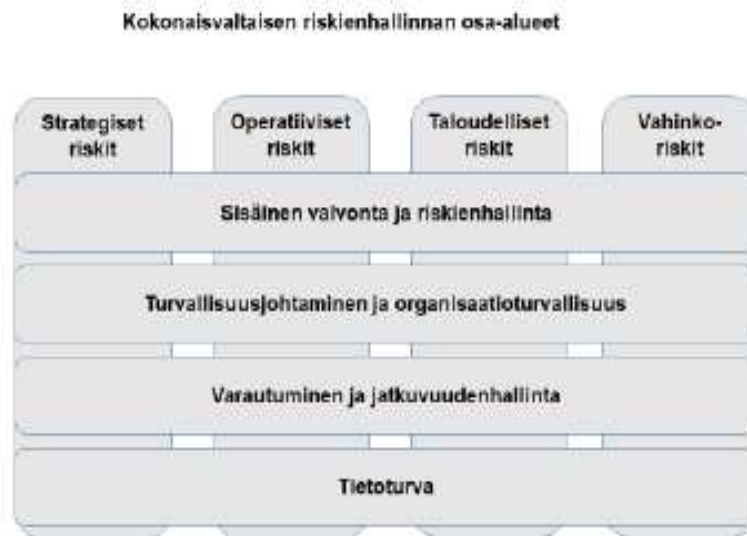 Kokonaisvaltaisen riskienhallinnan osa-alueet
Strategiset
riskit
Operatiiviset
riskit
Taloudelliset
riskit
Vahinko-
riskit
Sisäinen valvonta ja riskienhallinta
Turvallisuusjohtaminen ja organisaatioturvallisuus
Varautuminen ja jatkuvuudenhallinta
Tietoturva